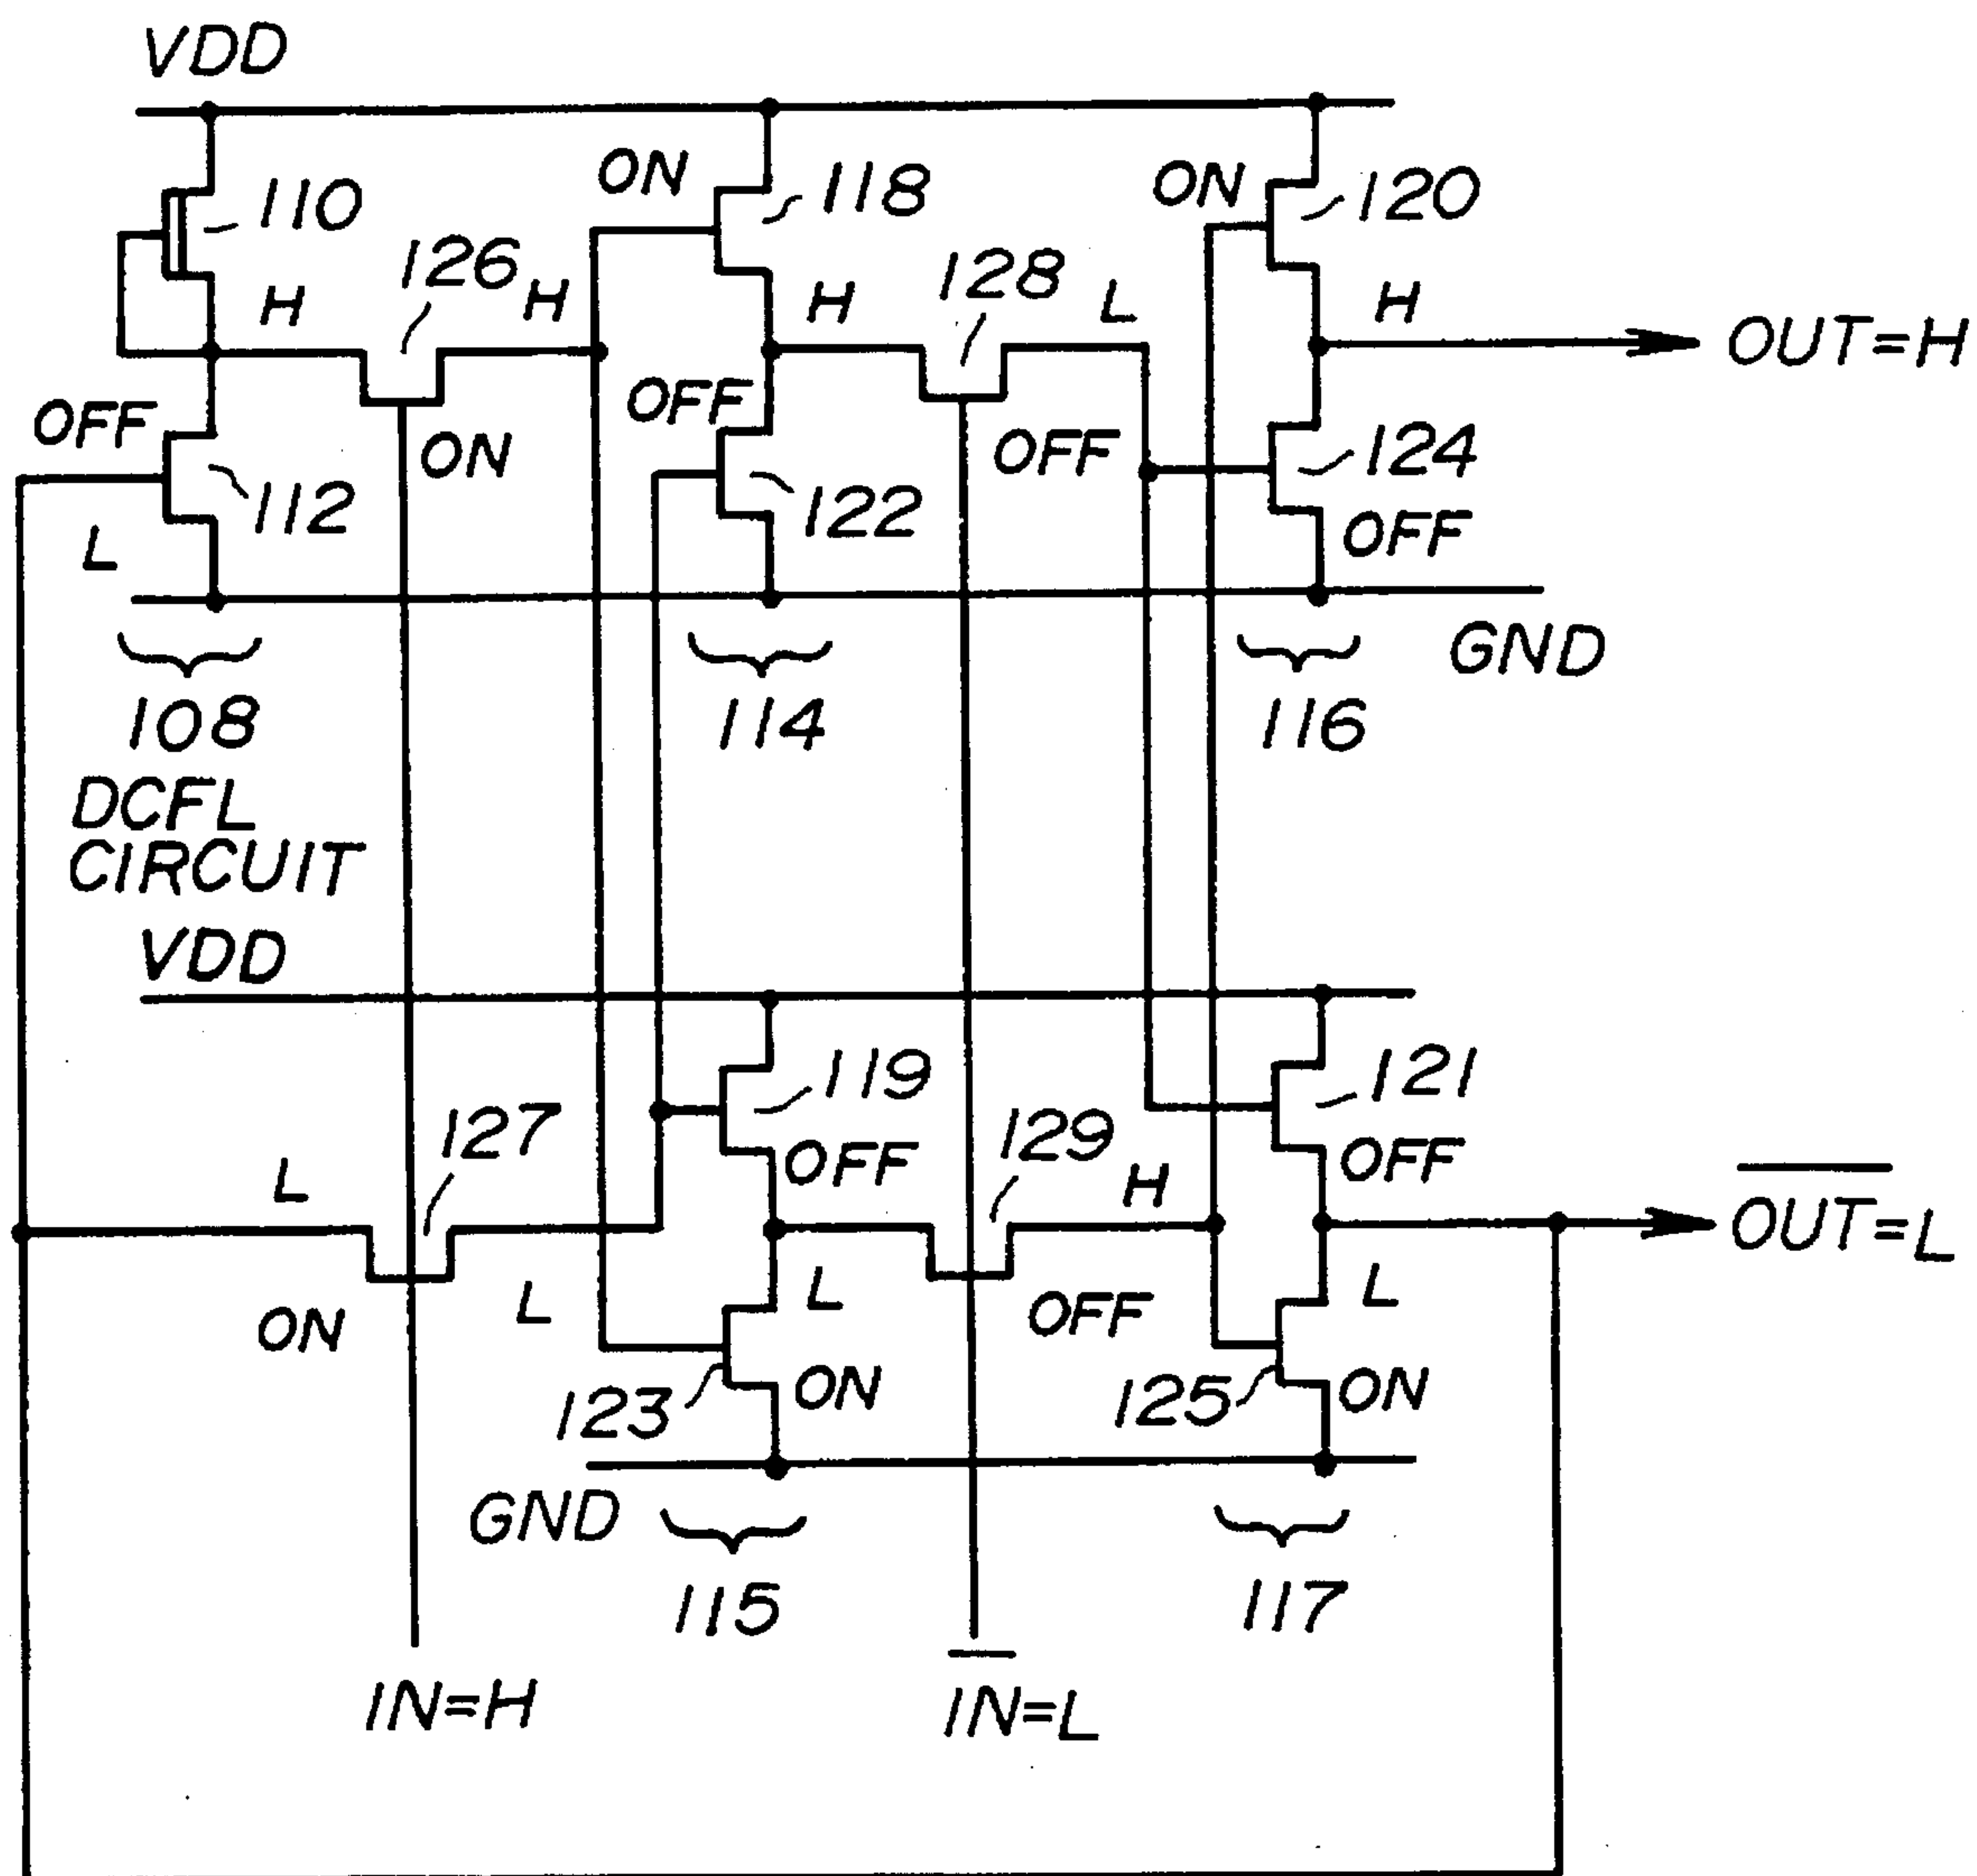 VDD
110
126
H
H
ON
118
H
128
L
ON
120
H
OUT=H
OFF
112
L
ON
OFF
122
OFF
124
OFF
GND
108
DCFL
CIRCUIT
114
116
VDD
119
OFF
121
OFF
L
127
129
H
OUT=L
ON
L
123
L
ON
OFF
125
L
ON
GND
115
117
IN=H
IN=L